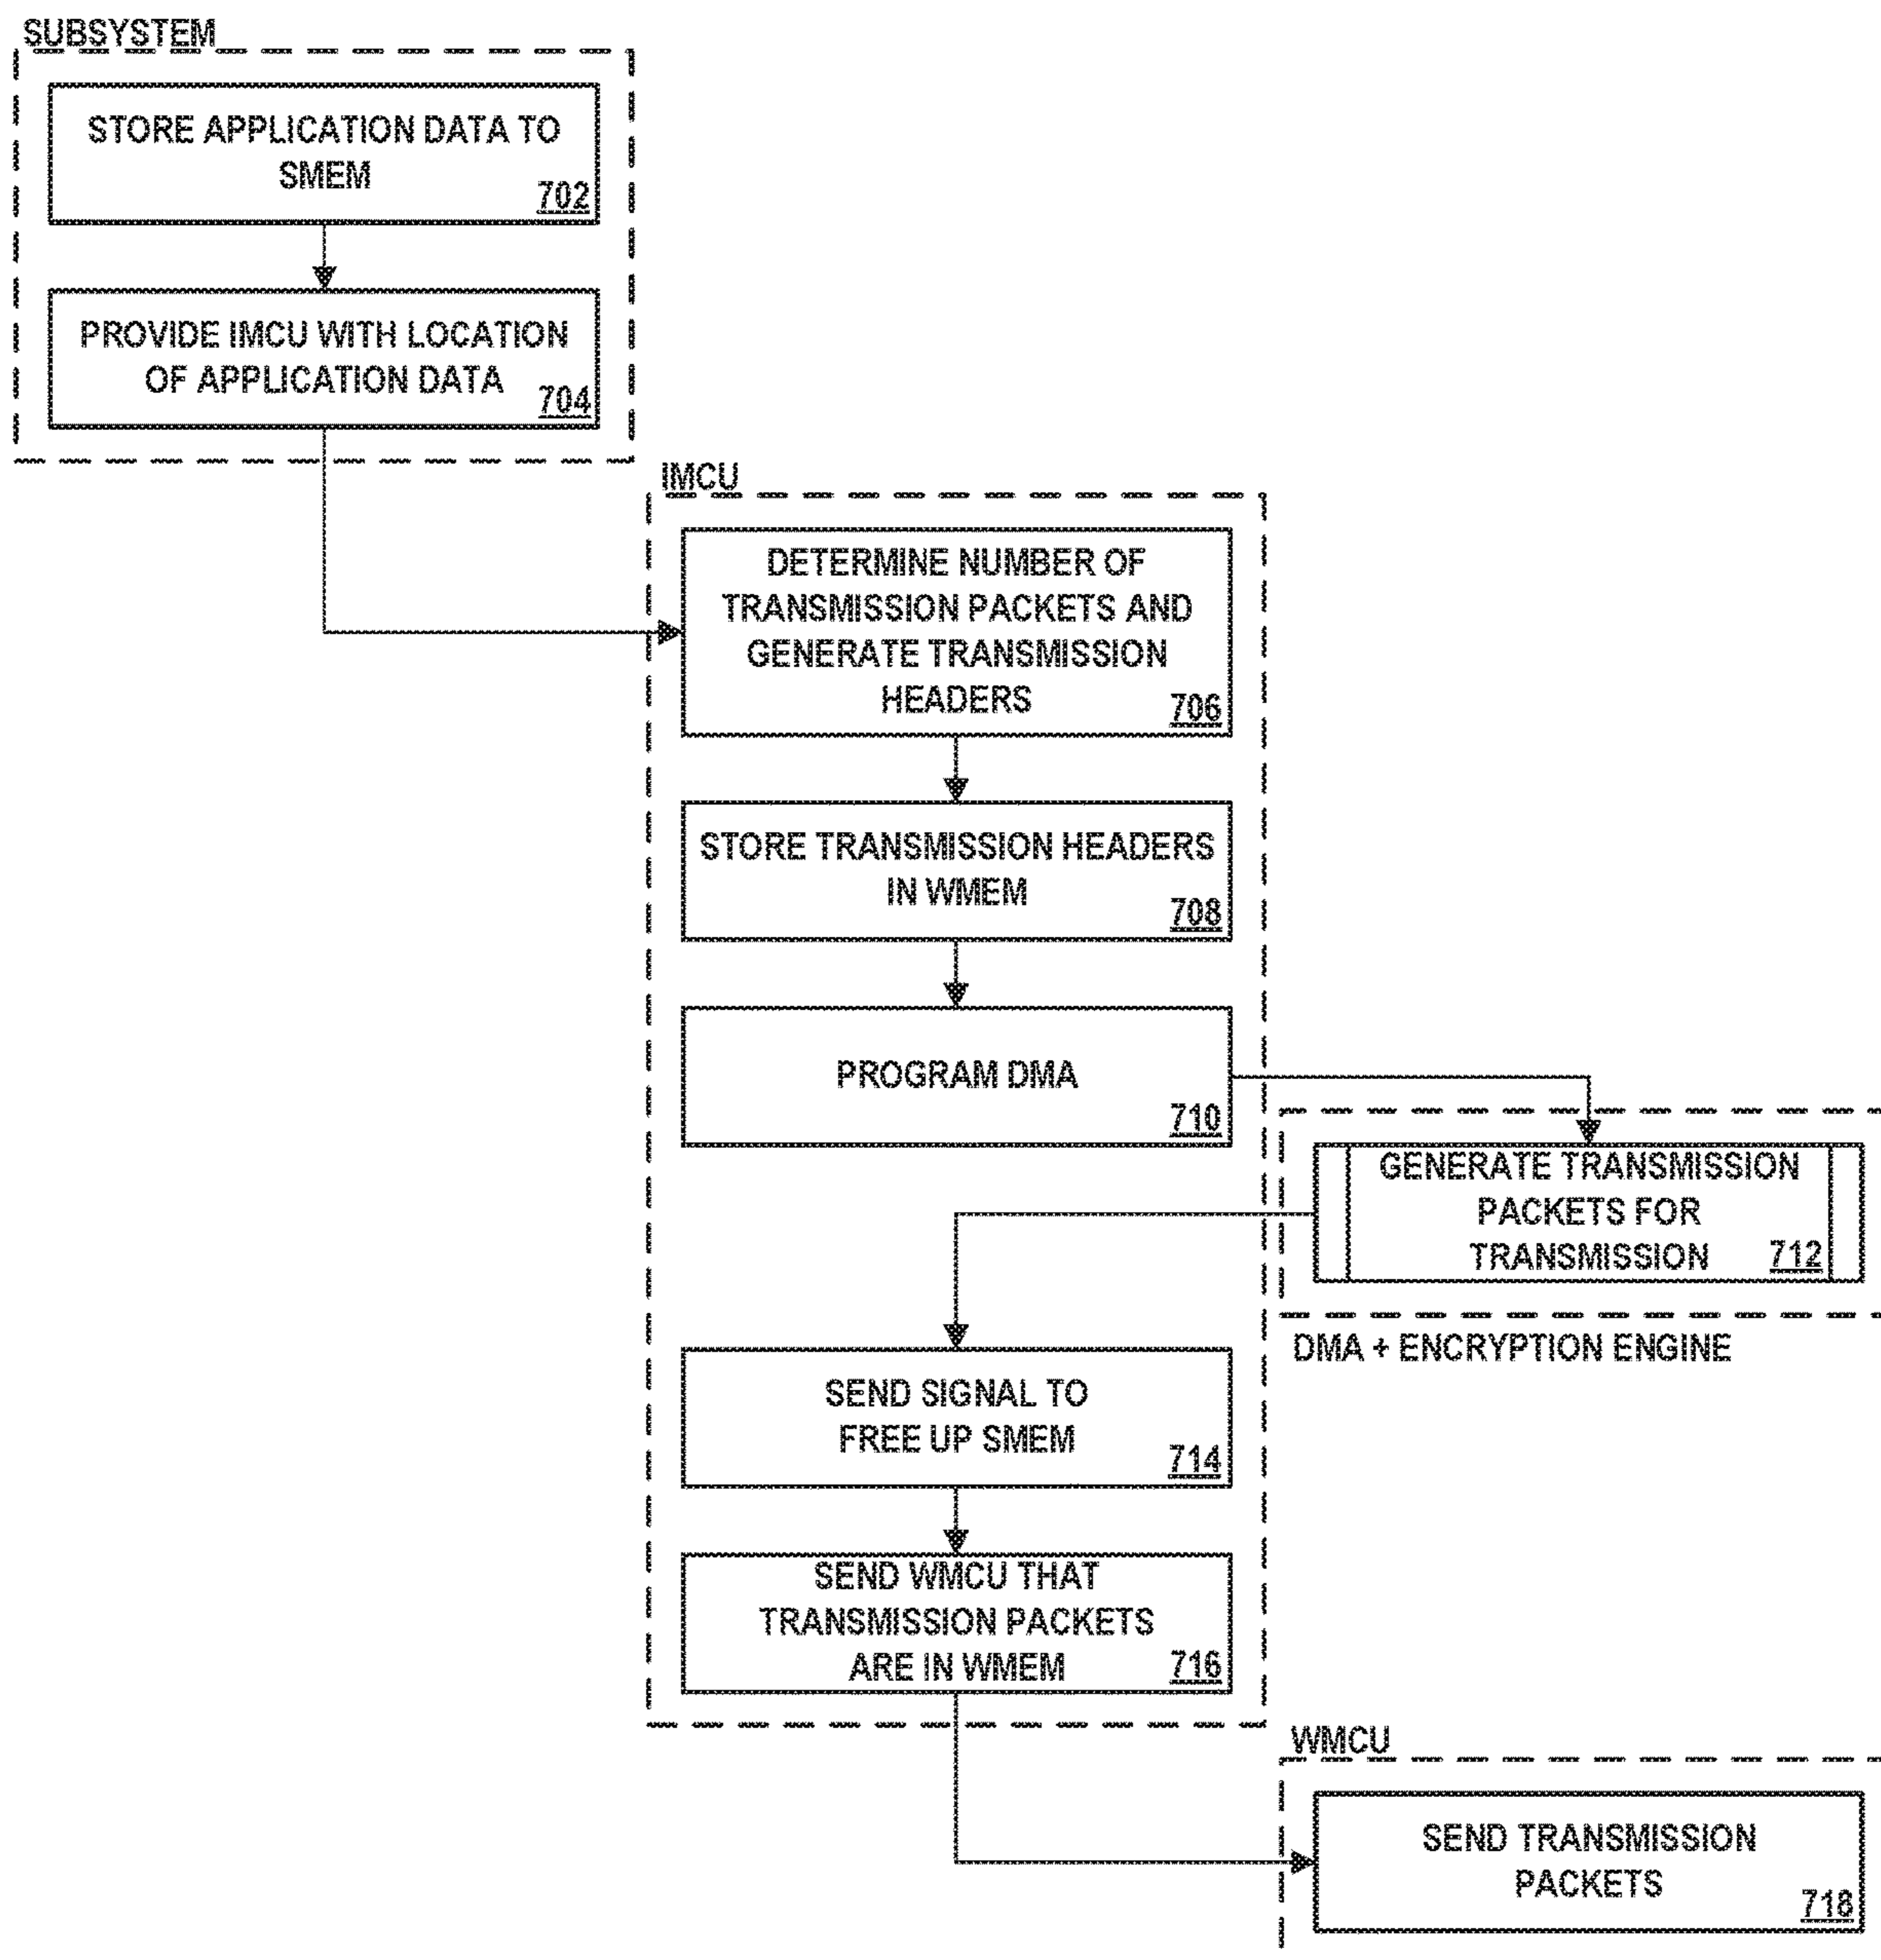 SUBSYSTEM
STORE APPLICATION DATA TO
SMEM
702
PROVIDE IMCU WITH LOCATION
OF APPLICATION DATA
704
IMCU
DETERMINE NUMBER OF
TRANSMISSION PACKETS AND
GENERATE TRANSMISSION
HEADERS
706
STORE TRANSMISSION HEADERS
IN WMEM
708
PROGRAM DMA
710
GENERATE TRANSMISSION
PACKETS FOR
TRANSMISSION
712
DMA + ENCRYPTION ENGINE
SEND SIGNAL TO
FREE UP SMEM
714
SEND WMCU THAT
TRANSMISSION PACKETS
ARE IN WMEM
716
WMCU
SEND TRANSMISSION
PACKETS
718